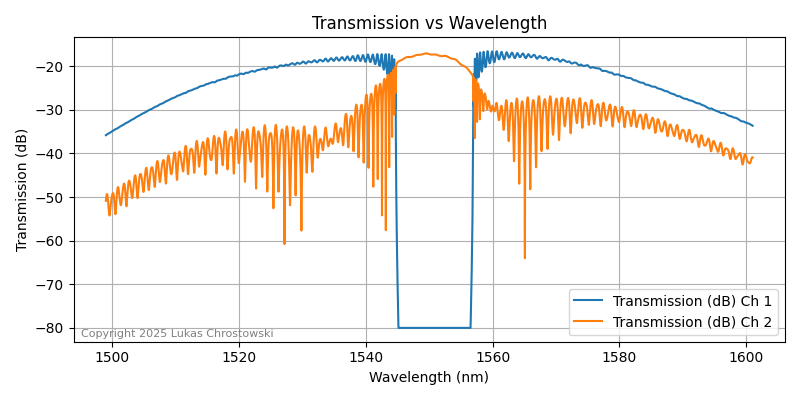 Transmission vs Wavelength
Transmission (dB)
−20
−30
−40
−50
−60
−70
−80
Transmission (dB) Ch 1
Transmission (dB) Ch 2
Copyright 2025 Lukas Chrostowski
1500
1520
1540
1560
1580
1600
Wavelength (nm)